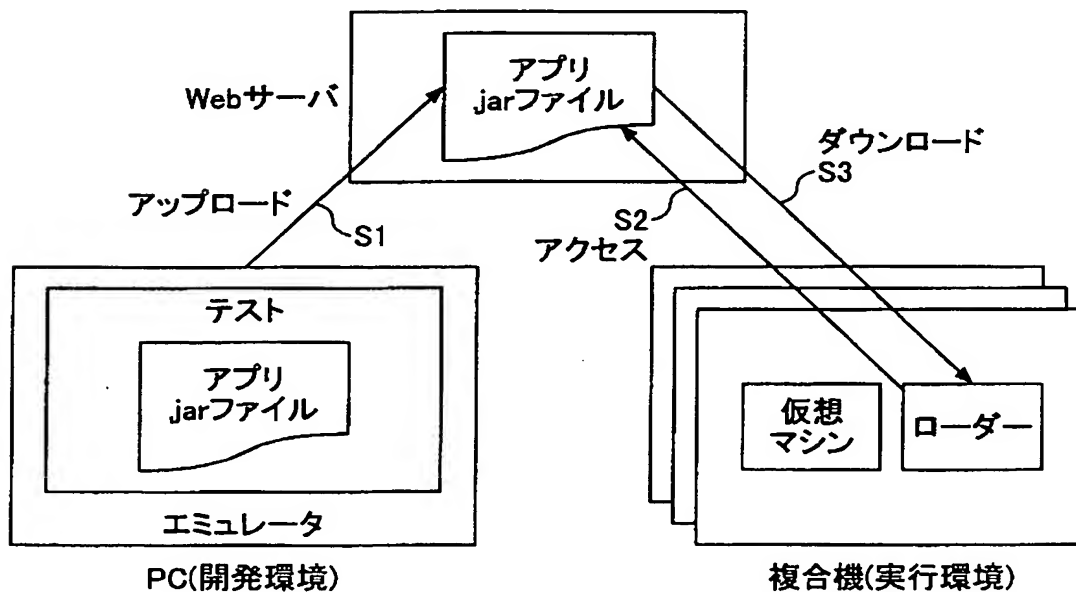 アプリ
.jarファイル
Webサーバ
ダウンロード
S3
アップロード
S1
S2
アクセス
テスト
アプリ
.jarファイル
エミュレータ
PC(開発環境)
仮想
マシン
ローダー
複合機(実行環境)